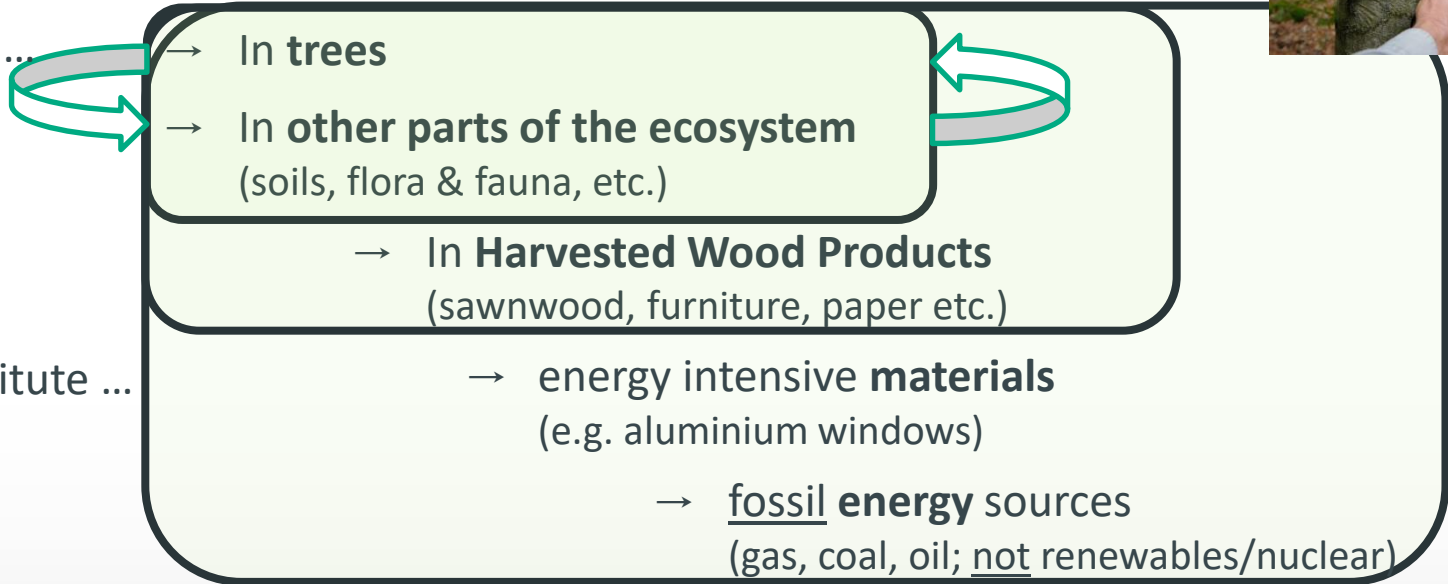 ... → In trees
→ In other parts of the ecosystem
(soils, flora & fauna, etc.)
→ In Harvested Wood Products
(sawnwood, furniture, paper etc.)
itute ... → energy intensive materials
(e.g. aluminium windows)
→ fossil energy sources
(gas, coal, oil; not renewables/nuclear)